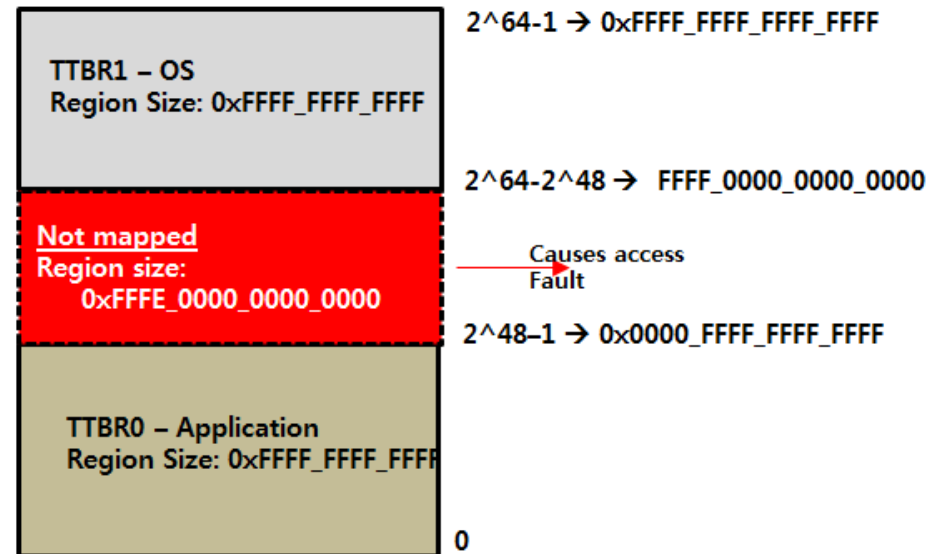 2^64-1 → 0xFFFF_FFFF_FFFF_FFFF
TTBR1 – OS
Region Size: 0xFFFF_FFFF_FFFF
2^64-2^48 → FFFF_0000_0000_0000
Not mapped
Region size:
0xFFFE_0000_0000_0000
Causes access
Fault
2^48–1 → 0x0000_FFFF_FFFF_FFFF
TTBR0 – Application
Region Size: 0xFFFF_FFFF_FFFF
0